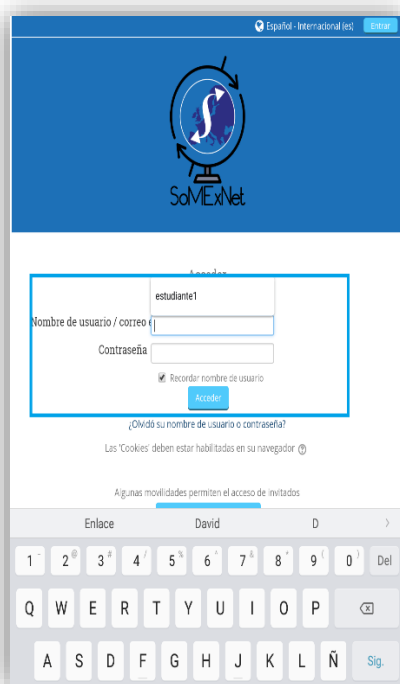 Español - Internacional (es) Entrar
S
SoMExNet
Acceder
estudiante1
Nombre de usuario / correo e
Contraseña
Recordar nombre de usuario
Acceder
¿Olvidó su nombre de usuario o contraseña?
Las 'Cookies' deben estar habilitadas en su navegador
Algunas movilidades permiten el acceso de invitados
Enlace David D
1 - 2 @ 3 # 4 / 5 % 6 ^ 7 & 8 * 9 ( 0 ) Del
Q W E R T Y U I O P
A S D F G H J K L Ñ Sig.